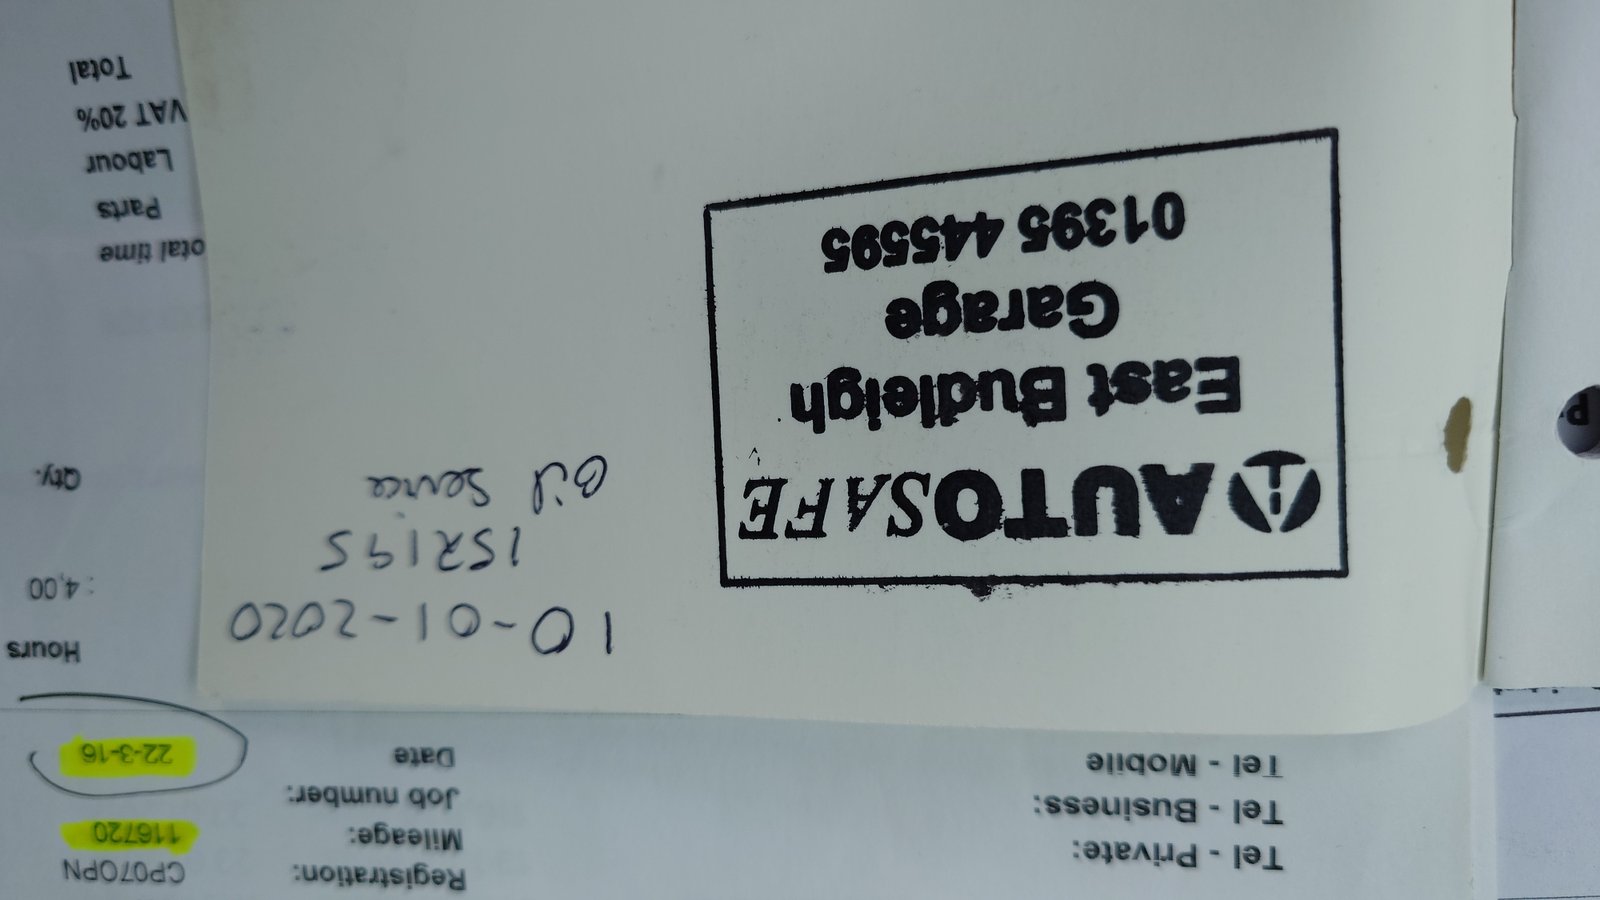 Tel - Private:
Tel - Business:
Tel - Mobile
Registration: CP07OPN
Mileage: 116720
Job number:
Date 22-3-16
Hours
: 4,00
Qty.
AUTOSAFE
East Budleigh
Garage
01395 445595
10-01-2020
152195
Oil Service
otal time
Parts
Labour
VAT 20%
Total